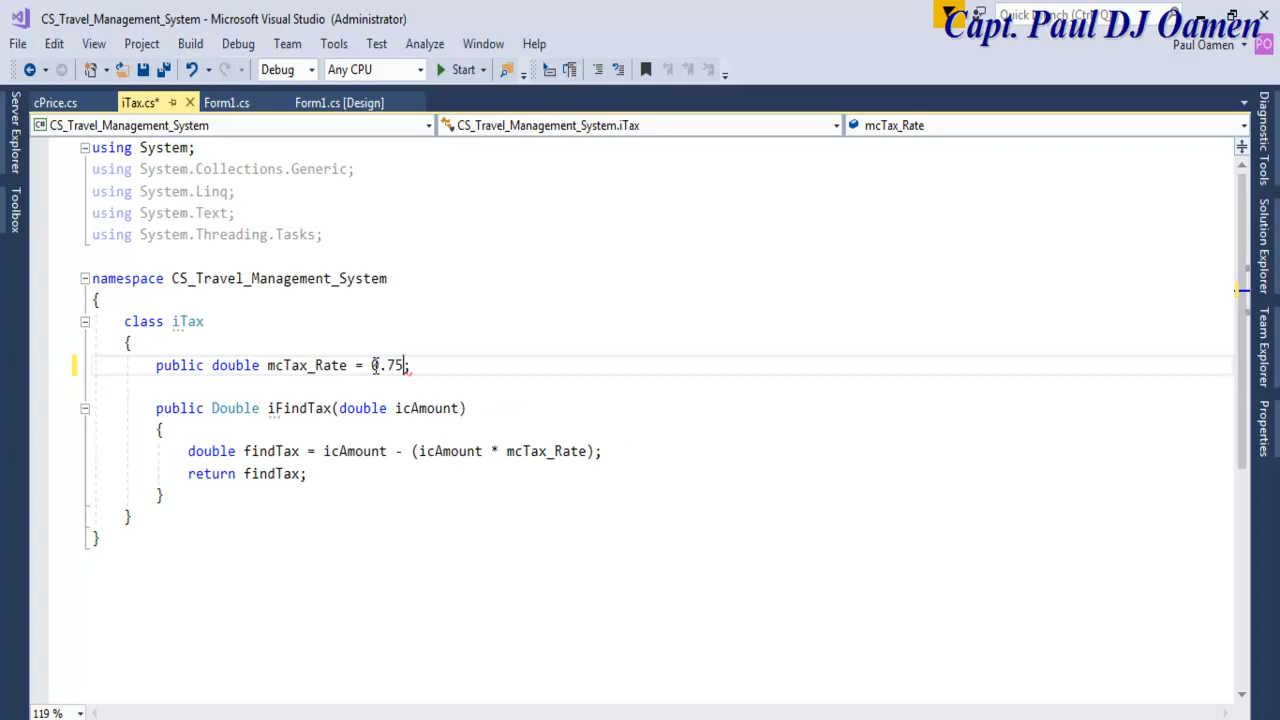 CS_Travel_Management_System - Microsoft Visual Studio (Administrator)
Capt. Paul DJ Oamen
File Edit View Project Build Debug Team Tools Test Analyze Window Help
Paul Oamen
PO
Debug Any CPU Start
cPrice.cs iTax.cs* Form1.cs Form1.cs [Design]
CS_Travel_Management_System CS_Travel_Management_System.iTax mcTax_Rate
Server Explorer
Toolbox
using System;
using System.Collections.Generic;
using System.Linq;
using System.Text;
using System.Threading.Tasks;
namespace CS_Travel_Management_System
{
class iTax
{
public double mcTax_Rate = 0.75;
public Double iFindTax(double icAmount)
{
double findTax = icAmount - (icAmount * mcTax_Rate);
return findTax;
}
}
}
Diagnostic Tools
Solution Explorer
Team Explorer
Properties
119 %